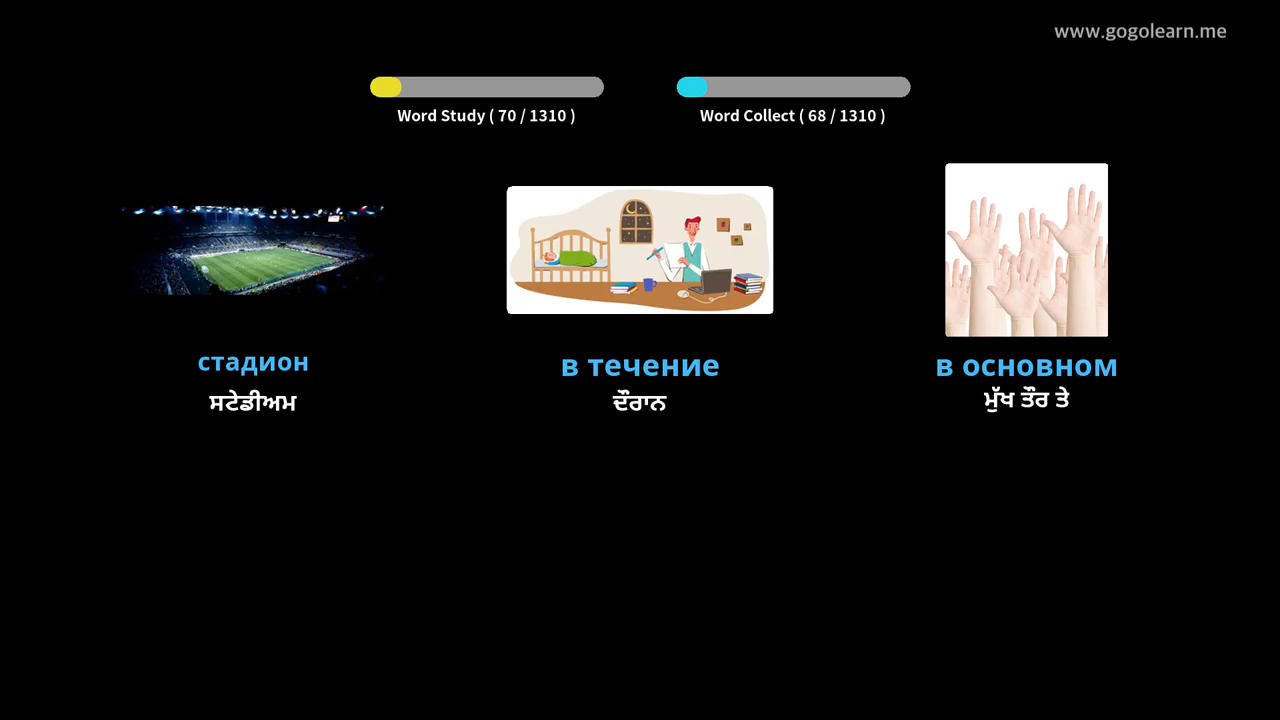 www.gogolearn.me
Word Study ( 70 / 1310 )
Word Collect ( 68 / 1310 )
стадион
ਸਟੇਡੀਅਮ
в течение
ਦੌਰਾਨ
в основном
ਮੁੱਖ ਤੌਰ ਤੇ